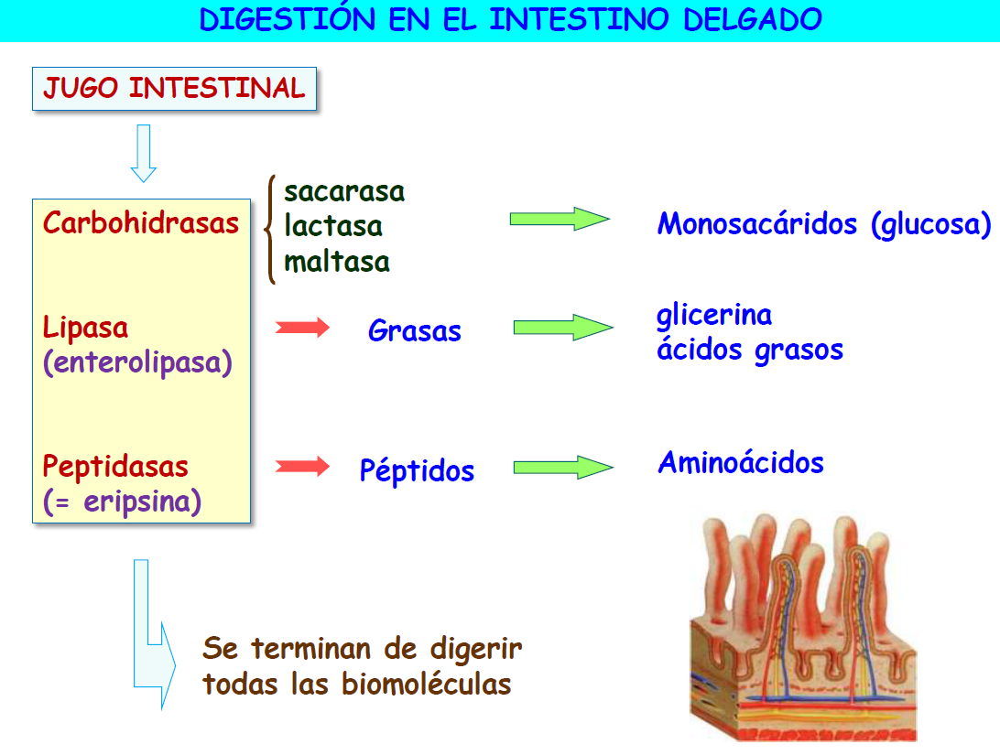 DIGESTIÓN EN EL INTESTINO DELGADO
JUGO INTESTINAL
Carbohidrasas
sacarasa
lactasa
maltasa
Monosacáridos (glucosa)
Lipasa
(enterolipasa)
Grasas
glicerina
ácidos grasos
Peptidasas
(= eripsina)
Péptidos
Aminoácidos
Se terminan de digerir
todas las biomoléculas